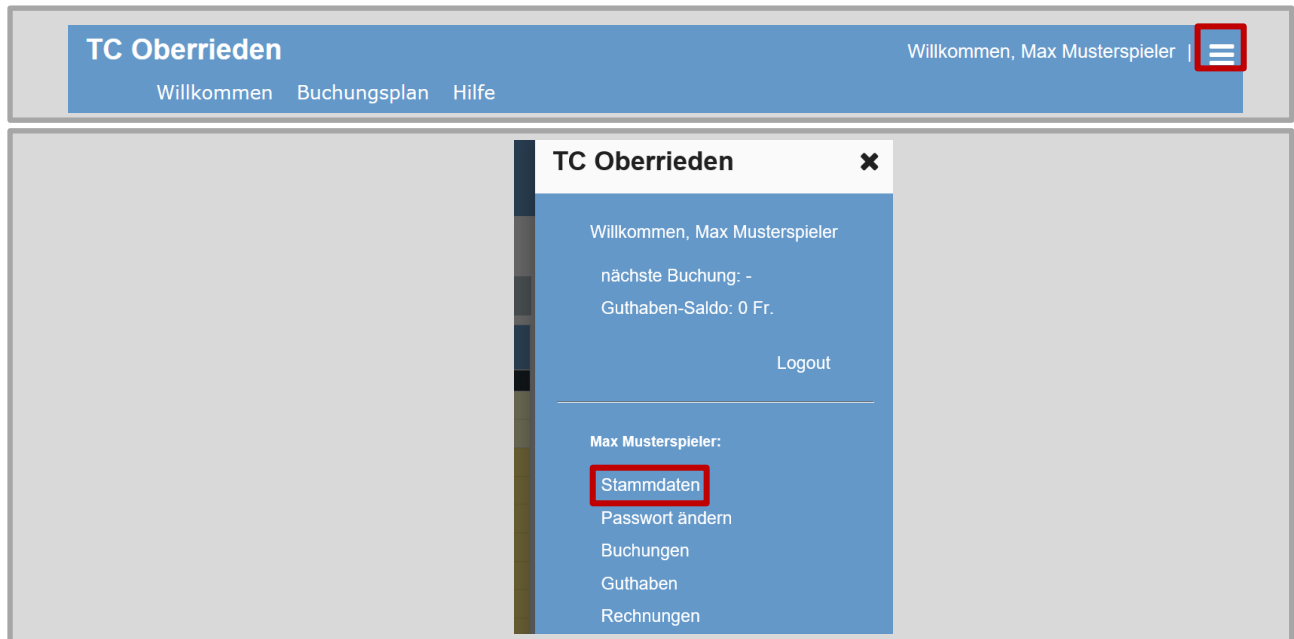 TC Oberrieden
Willkommen, Max Musterspieler |
Willkommen Buchungsplan Hilfe
TC Oberrieden
Willkommen, Max Musterspieler
nächste Buchung: -
Guthaben-Saldo: 0 Fr.
Logout
Max Musterspieler:
Stammdaten
Passwort ändern
Buchungen
Guthaben
Rechnungen